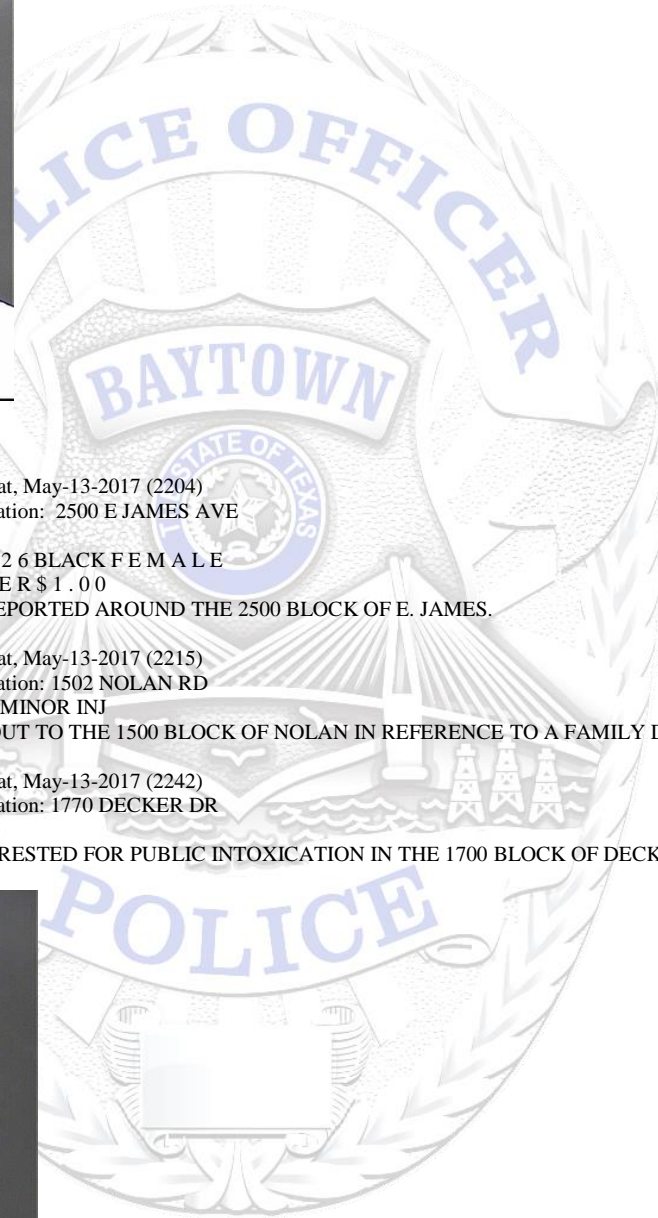 POLICE OFFICER
BAYTOWN
THE STATE OF TEXAS
at, May-13-2017 (2204)
ation: 2500 E JAMES AVE
2 6 BLACK F E M A L E
E R $ 1 . 0 0
EPORTED AROUND THE 2500 BLOCK OF E. JAMES.
at, May-13-2017 (2215)
ation: 1502 NOLAN RD
MINOR INJ
OUT TO THE 1500 BLOCK OF NOLAN IN REFERENCE TO A FAMILY D
at, May-13-2017 (2242)
ation: 1770 DECKER DR
RESTED FOR PUBLIC INTOXICATION IN THE 1700 BLOCK OF DECK
POLICE